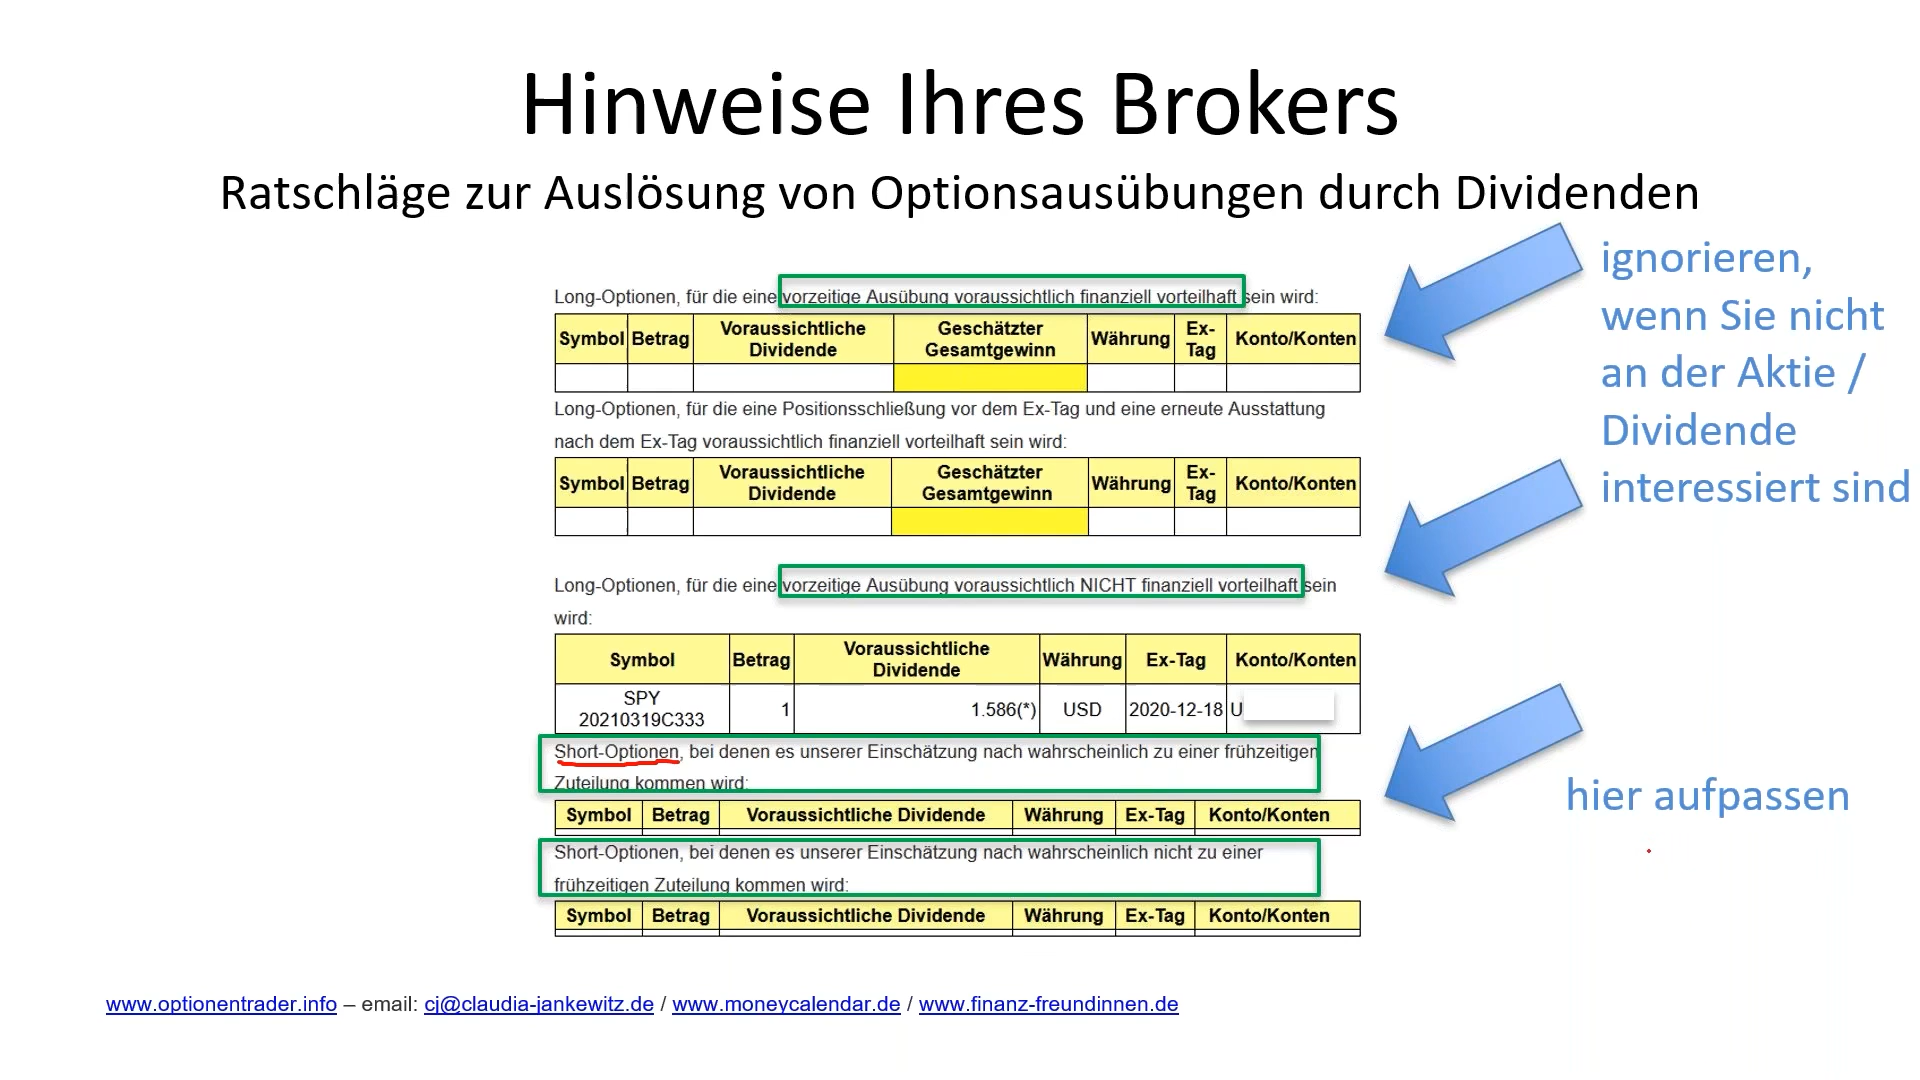 Hinweise Ihres Brokers
Ratschläge zur Auslösung von Optionsausübungen durch Dividenden
Long-Optionen, für die eine vorzeitige Ausübung voraussichtlich finanziell vorteilhaft sein wird:
Symbol Betrag Voraussichtliche Dividende Geschätzter Gesamtgewinn Währung Ex-Tag Konto/Konten
Long-Optionen, für die eine Positionsschließung vor dem Ex-Tag und eine erneute Ausstattung
nach dem Ex-Tag voraussichtlich finanziell vorteilhaft sein wird:
Symbol Betrag Voraussichtliche Dividende Geschätzter Gesamtgewinn Währung Ex-Tag Konto/Konten
Long-Optionen, für die eine vorzeitige Ausübung voraussichtlich NICHT finanziell vorteilhaft sein
wird:
Symbol Betrag Voraussichtliche Dividende Währung Ex-Tag Konto/Konten
SPY 20210319C333 1 1.586(*) USD 2020-12-18 U
Short-Optionen, bei denen es unserer Einschätzung nach wahrscheinlich zu einer frühzeitigen
Zuteilung kommen wird:
Symbol Betrag Voraussichtliche Dividende Währung Ex-Tag Konto/Konten
Short-Optionen, bei denen es unserer Einschätzung nach wahrscheinlich nicht zu einer
frühzeitigen Zuteilung kommen wird:
Symbol Betrag Voraussichtliche Dividende Währung Ex-Tag Konto/Konten
ignorieren,
wenn Sie nicht
an der Aktie /
Dividende
interessiert sind
hier aufpassen
www.optionentrader.info – email: cj@claudia-jankewitz.de / www.moneycalendar.de / www.finanz-freundinnen.de